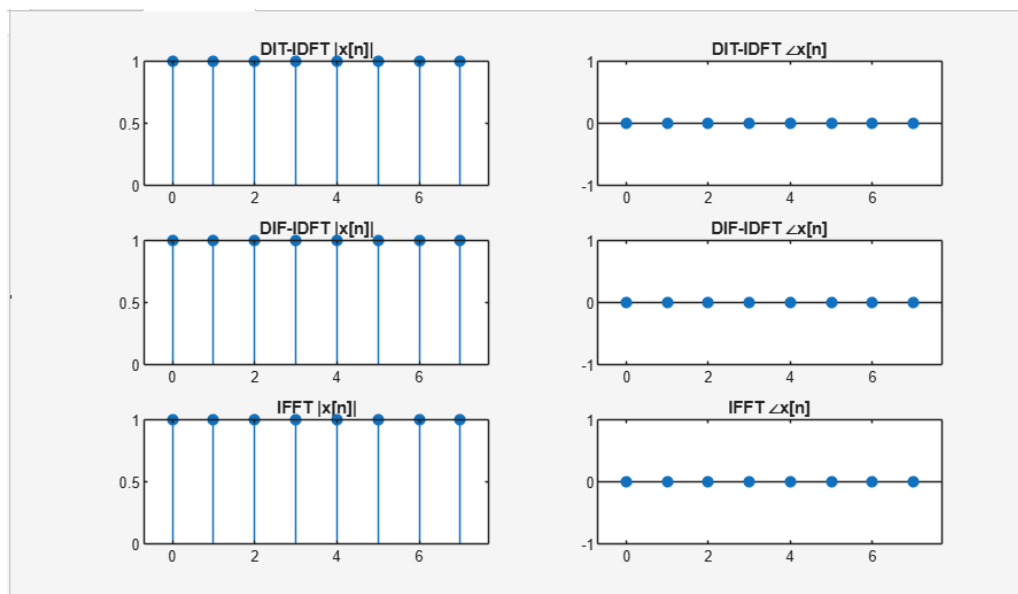 DIT-IDFT |x[n]|
1
0.5
0
0 2 4 6
DIT-IDFT ∠x[n]
1
0
-1
0 2 4 6
DIF-IDFT |x[n]|
1
0.5
0
0 2 4 6
DIF-IDFT ∠x[n]
1
0
-1
0 2 4 6
IFFT |x[n]|
1
0.5
0
0 2 4 6
IFFT ∠x[n]
1
0
-1
0 2 4 6